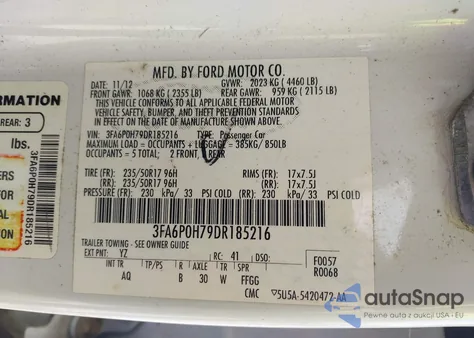 MFD. BY FORD MOTOR CO.
DATE: 11/12 GVWR: 2023 KG ( 4460 LB)
FRONT GAWR: 1068 KG ( 2355 LB) REAR GAWR: 959 KG ( 2115 LB)
THIS VEHICLE CONFORMS TO ALL APPLICABLE FEDERAL MOTOR
VEHICLE SAFETY, BUMPER, AND THEFT PREVENTION STANDARDS
IN EFFECT ON THE DATE OF MANUFACTURE SHOWN ABOVE.
VIN: 3FA6P0H79DR185216 TYPE: Passenger Car
MAXIMUM LOAD = OCCUPANTS + LUGGAGE = 385KG/ 850LB
OCCUPANTS = 5 TOTAL: 2 FRONT, REAR
TIRE (FR): 235/50R17 96H RIMS (FR): 17x7.5J
(RR): 235/50R17 96H (RR): 17x7.5J
PRESSURE (FR) 230 kPa/ 33 PSI COLD (RR) 230 kPa/ 33 PSI COLD
3FA6P0H79DR185216
TRAILER TOWING - SEE OWNER GUIDE
EXT PNT: YZ RC: 41 DSO: F0057
R0068
INT TR TP/PS R AX TR
AQ B 30 W FFGG
CMC 5U5A-5420472-AA
ORMATION
REAR: 3
lbs.
3FA6P0H79DR185216
autoSnap
Pewne auta z aukcji USA i EU